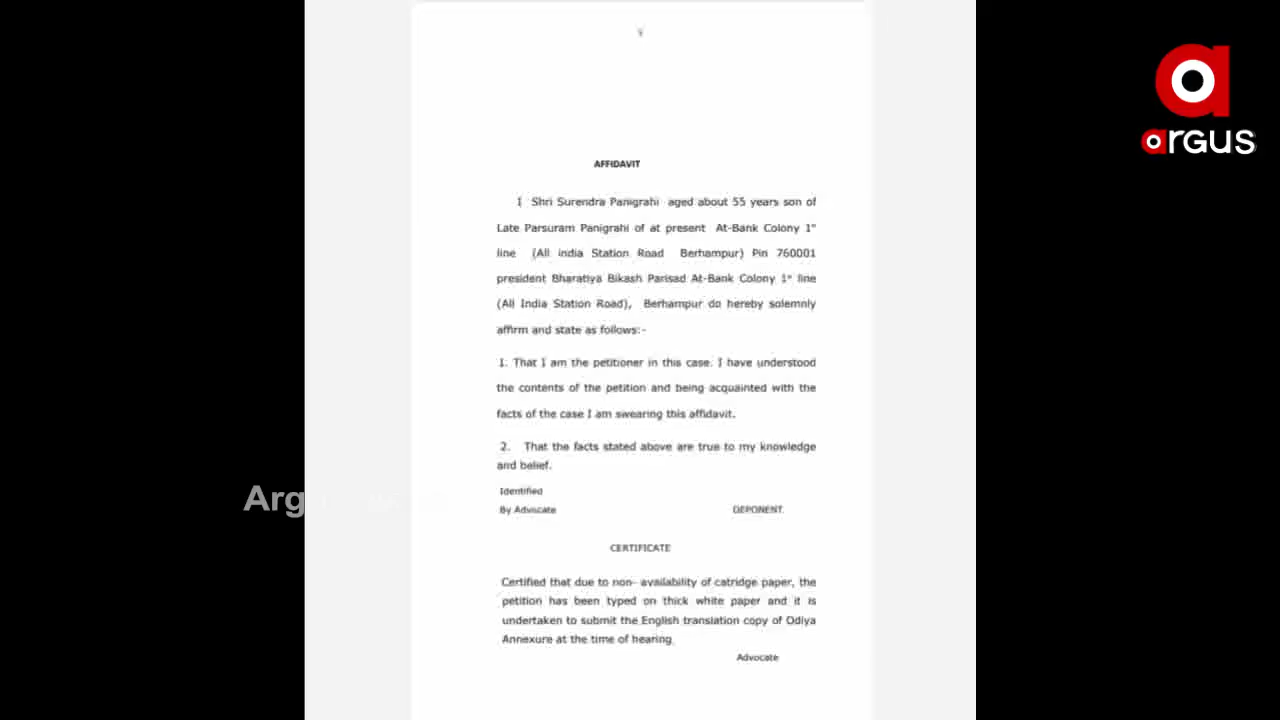 AFFIDAVIT
I Shri Surendra Panigrahi aged about 55 years son of
Late Parsuram Panigrahi of at present At-Bank Colony 1st
line (All india Station Road Berhampur) Pin 760001
president Bharatiya Bikash Parisad At-Bank Colony 1st line
(All India Station Road), Berhampur do hereby solemnly
affirm and state as follows:-
1. That I am the petitioner in this case. I have understood
the contents of the petition and being acquainted with the
facts of the case I am swearing this affidavit.
2. That the facts stated above are true to my knowledge
and belief.
Identified
By Advocate DEPONENT
CERTIFICATE
Certified that due to non- availability of catridge paper, the
petition has been typed on thick white paper and it is
undertaken to submit the English translation copy of Odiya
Annexure at the time of hearing.
Advocate
argus